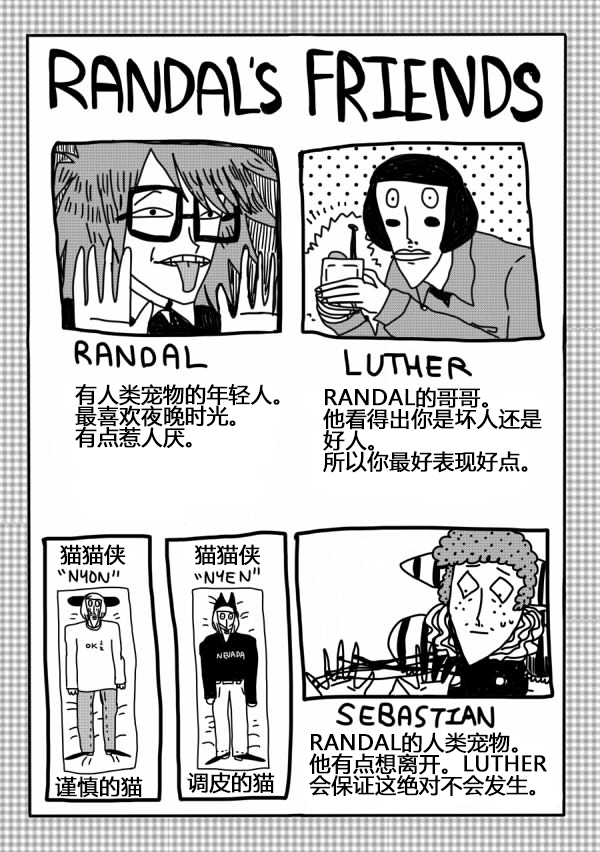 RANDAL'S FRIENDS
RANDAL
有人类宠物的年轻人。
最喜欢夜晚时光。
有点惹人厌。
LUTHER
RANDAL的哥哥。
他看得出你是坏人还是
好人。
所以你最好表现好点。
猫猫侠
"NYON"
谨慎的猫
猫猫侠
"NYEN"
NEVADA
调皮的猫
SEBASTIAN
RANDAL的人类宠物。
他有点想离开。LUTHER
会保证这绝对不会发生。